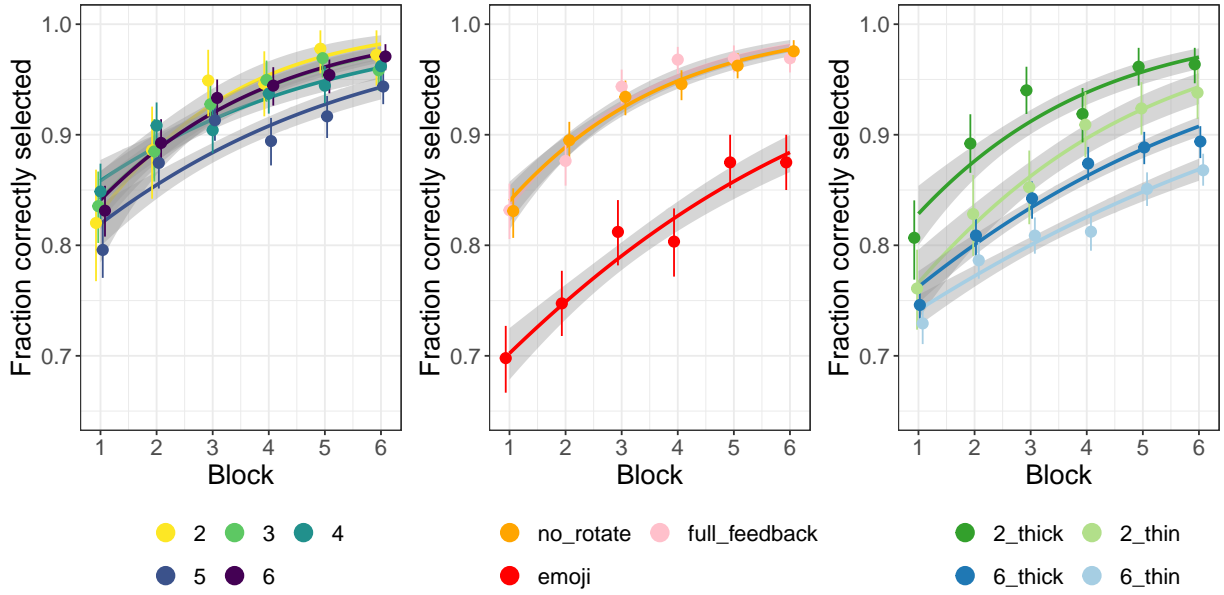 Fraction correctly selected
1.0
0.9
0.8
0.7
1 2 3 4 5 6
Block
2 3 4
5 6
Fraction correctly selected
1.0
0.9
0.8
0.7
1 2 3 4 5 6
Block
no_rotate full_feedback
emoji
Fraction correctly selected
1.0
0.9
0.8
0.7
1 2 3 4 5 6
Block
2_thick 2_thin
6_thick 6_thin